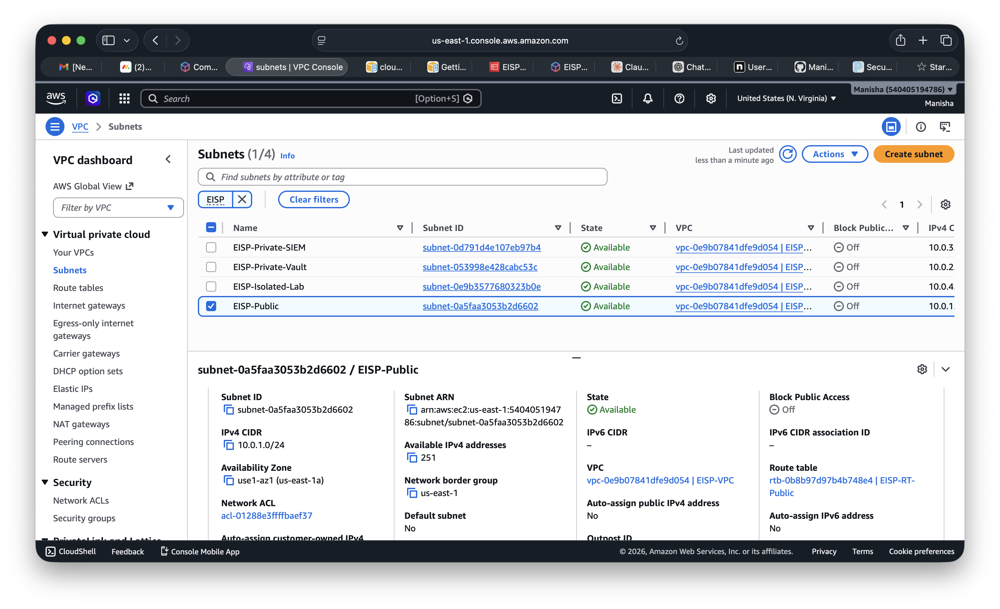 us-east-1.console.aws.amazon.com
[Ne...
(2)...
Com...
subnets | VPC Console
clou...
Getti...
EISP...
EISP...
Clau...
Chat...
User...
Mani...
Secu...
Star...
aws
Search
[Option+S]
United States (N. Virginia)
Manisha (540405194786)
Manisha
VPC
Subnets
VPC dashboard
AWS Global View
Filter by VPC
Virtual private cloud
Your VPCs
Subnets
Route tables
Internet gateways
Egress-only internet
gateways
Carrier gateways
DHCP option sets
Elastic IPs
Managed prefix lists
NAT gateways
Peering connections
Route servers
Security
Network ACLs
Security groups
PrivateLink and Lattice
Subnets (1/4) Info
Last updated
less than a minute ago
Actions
Create subnet
Find subnets by attribute or tag
EISP
Clear filters
1
Name Subnet ID State VPC Block Public... IPv4 C
EISP-Private-SIEM subnet-0d791d4e107eb97b4 Available vpc-0e9b07841dfe9d054 | EISP... Off 10.0.3.
EISP-Private-Vault subnet-053998e428cabc53c Available vpc-0e9b07841dfe9d054 | EISP... Off 10.0.2.
EISP-Isolated-Lab subnet-0e9b3577680323b0e Available vpc-0e9b07841dfe9d054 | EISP... Off 10.0.4.
EISP-Public subnet-0a5faa3053b2d6602 Available vpc-0e9b07841dfe9d054 | EISP... Off 10.0.1.
subnet-0a5faa3053b2d6602 / EISP-Public
Subnet ID
subnet-0a5faa3053b2d6602
IPv4 CIDR
10.0.1.0/24
Availability Zone
use1-az1 (us-east-1a)
Network ACL
acl-01288e3ffffbaef37
Auto-assign customer-owned IPv4
Subnet ARN
arn:aws:ec2:us-east-1:5404051947
86:subnet/subnet-0a5faa3053b2d6602
Available IPv4 addresses
251
Network border group
us-east-1
Default subnet
No
State
Available
IPv6 CIDR
–
VPC
vpc-0e9b07841dfe9d054 | EISP-VPC
Auto-assign public IPv4 address
No
Outpost ID
Block Public Access
Off
IPv6 CIDR association ID
–
Route table
rtb-0b8b97d97b4b748e4 | EISP-RT-
Public
Auto-assign IPv6 address
No
CloudShell
Feedback
Console Mobile App
© 2026, Amazon Web Services, Inc. or its affiliates.
Privacy
Terms
Cookie preferences